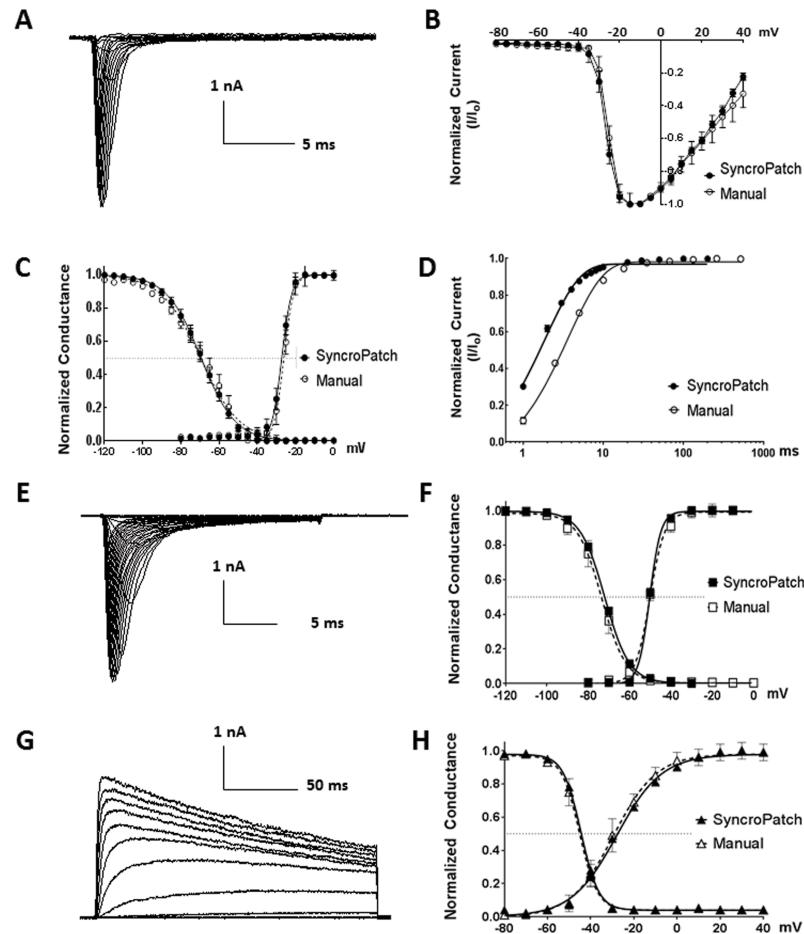 A
1 nA
5 ms
B
-80 -60 -40 -20 0 20 40 mV
-0.2
-0.4
-0.6
-0.8
-1.0
Normalized Current
(I/Io)
SyncroPatch
Manual
C
1.0
0.8
0.6
0.4
0.2
0.0
-120 -100 -80 -60 -40 -20 0 mV
Normalized Conductance
SyncroPatch
Manual
D
1.0
0.8
0.6
0.4
0.2
0.0
1 10 100 1000 ms
Normalized Current
(I/Io)
SyncroPatch
Manual
E
1 nA
5 ms
F
1.0
0.8
0.6
0.4
0.2
0.0
-120 -100 -80 -60 -40 -20 0 mV
Normalized Conductance
SyncroPatch
Manual
G
1 nA
50 ms
H
1.0
0.8
0.6
0.4
0.2
0.0
-80 -60 -40 -20 0 20 40 mV
Normalized Conductance
SyncroPatch
Manual